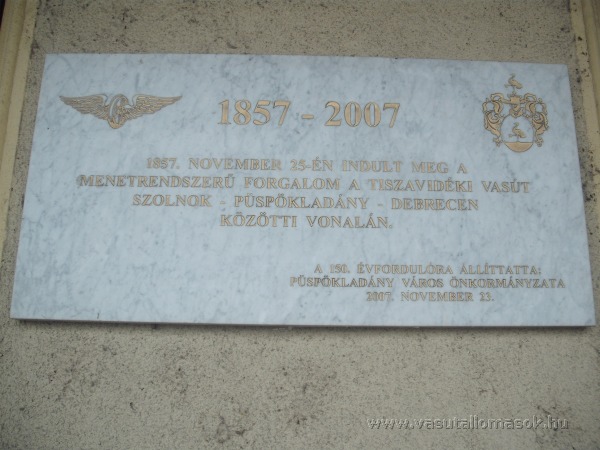 1857 - 2007
1857. NOVEMBER 25-ÉN INDULT MEG A
MENETRENDSZERŰ FORGALOM A TISZAVIDÉKI VASÚT
SZOLNOK - PÜSPÖKLADÁNY - DEBRECEN
KÖZÖTTI VONALÁN.
A 150. ÉVFORDULÓRA ÁLLÍTTATTA:
PÜSPÖKLADÁNY VÁROS ÖNKORMÁNYZATA
2007. NOVEMBER 23.
www.vasutallomasok.hu